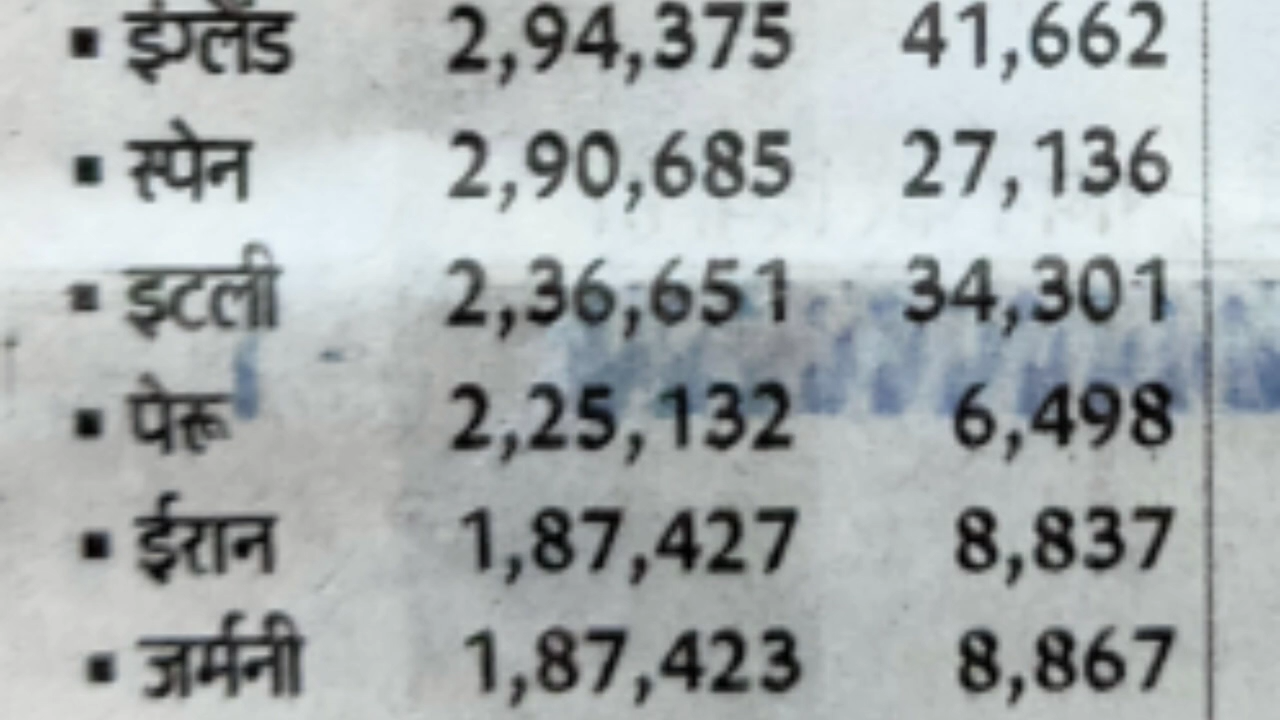 ▪ इंग्लैंड 2,94,375 41,662
▪ स्पेन 2,90,685 27,136
▪ इटली 2,36,651 34,301
▪ पेरू 2,25,132 6,498
▪ ईरान 1,87,427 8,837
▪ जर्मनी 1,87,423 8,867